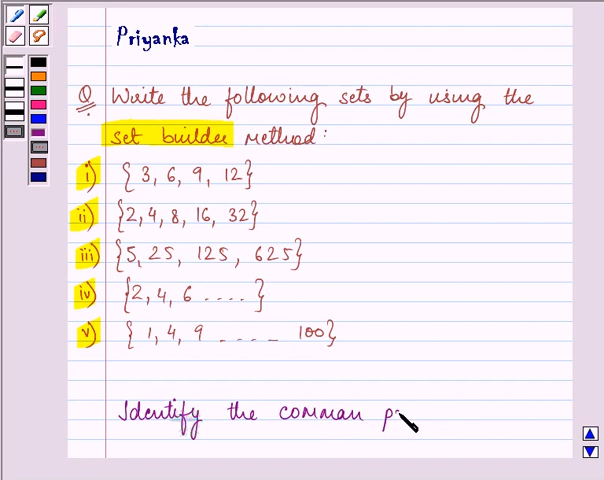 Priyanka
Q. Write the following sets by using the
set builder method:
i) {3, 6, 9, 12}
ii) {2, 4, 8, 16, 32}
iii) {5, 25, 125, 625}
iv) {2, 4, 6 ....}
v) {1, 4, 9 ---- 100}
Identify the common p